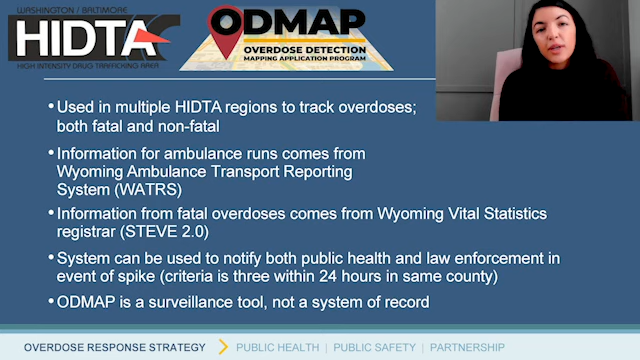 WASHINGTON / BALTIMORE
HIDTA
HIGH INTENSITY DRUG TRAFFICKING AREA
ODMAP
OVERDOSE DETECTION
MAPPING APPLICATION PROGRAM
• Used in multiple HIDTA regions to track overdoses;
both fatal and non-fatal
• Information for ambulance runs comes from
Wyoming Ambulance Transport Reporting
System (WATRS)
• Information from fatal overdoses comes from Wyoming Vital Statistics
registrar (STEVE 2.0)
• System can be used to notify both public health and law enforcement in
event of spike (criteria is three within 24 hours in same county)
• ODMAP is a surveillance tool, not a system of record
OVERDOSE RESPONSE STRATEGY PUBLIC HEALTH | PUBLIC SAFETY | PARTNERSHIP